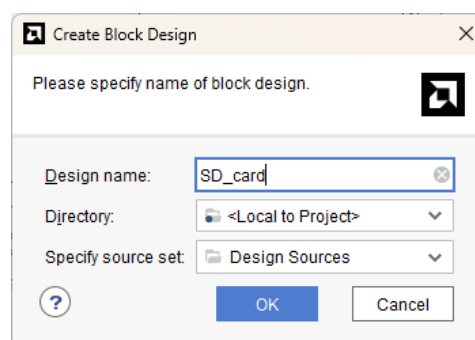 Create Block Design
Please specify name of block design.
Design name: SD_card
Directory: <Local to Project>
Specify source set: Design Sources
? OK Cancel